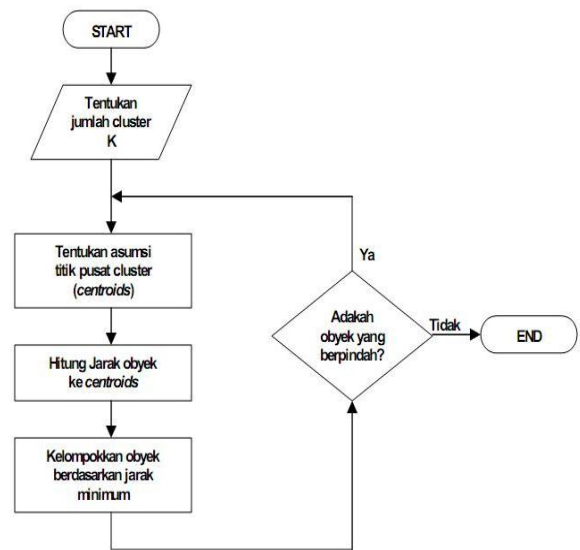 START
Tentukan
jumlah cluster
K
Tentukan asumsi
titik pusat cluster
(centroids)
Hitung Jarak obyek
ke centroids
Kelompokkan obyek
berdasarkan jarak
minimum
Ya
Adakah
obyek yang
berpindah?
Tidak
END